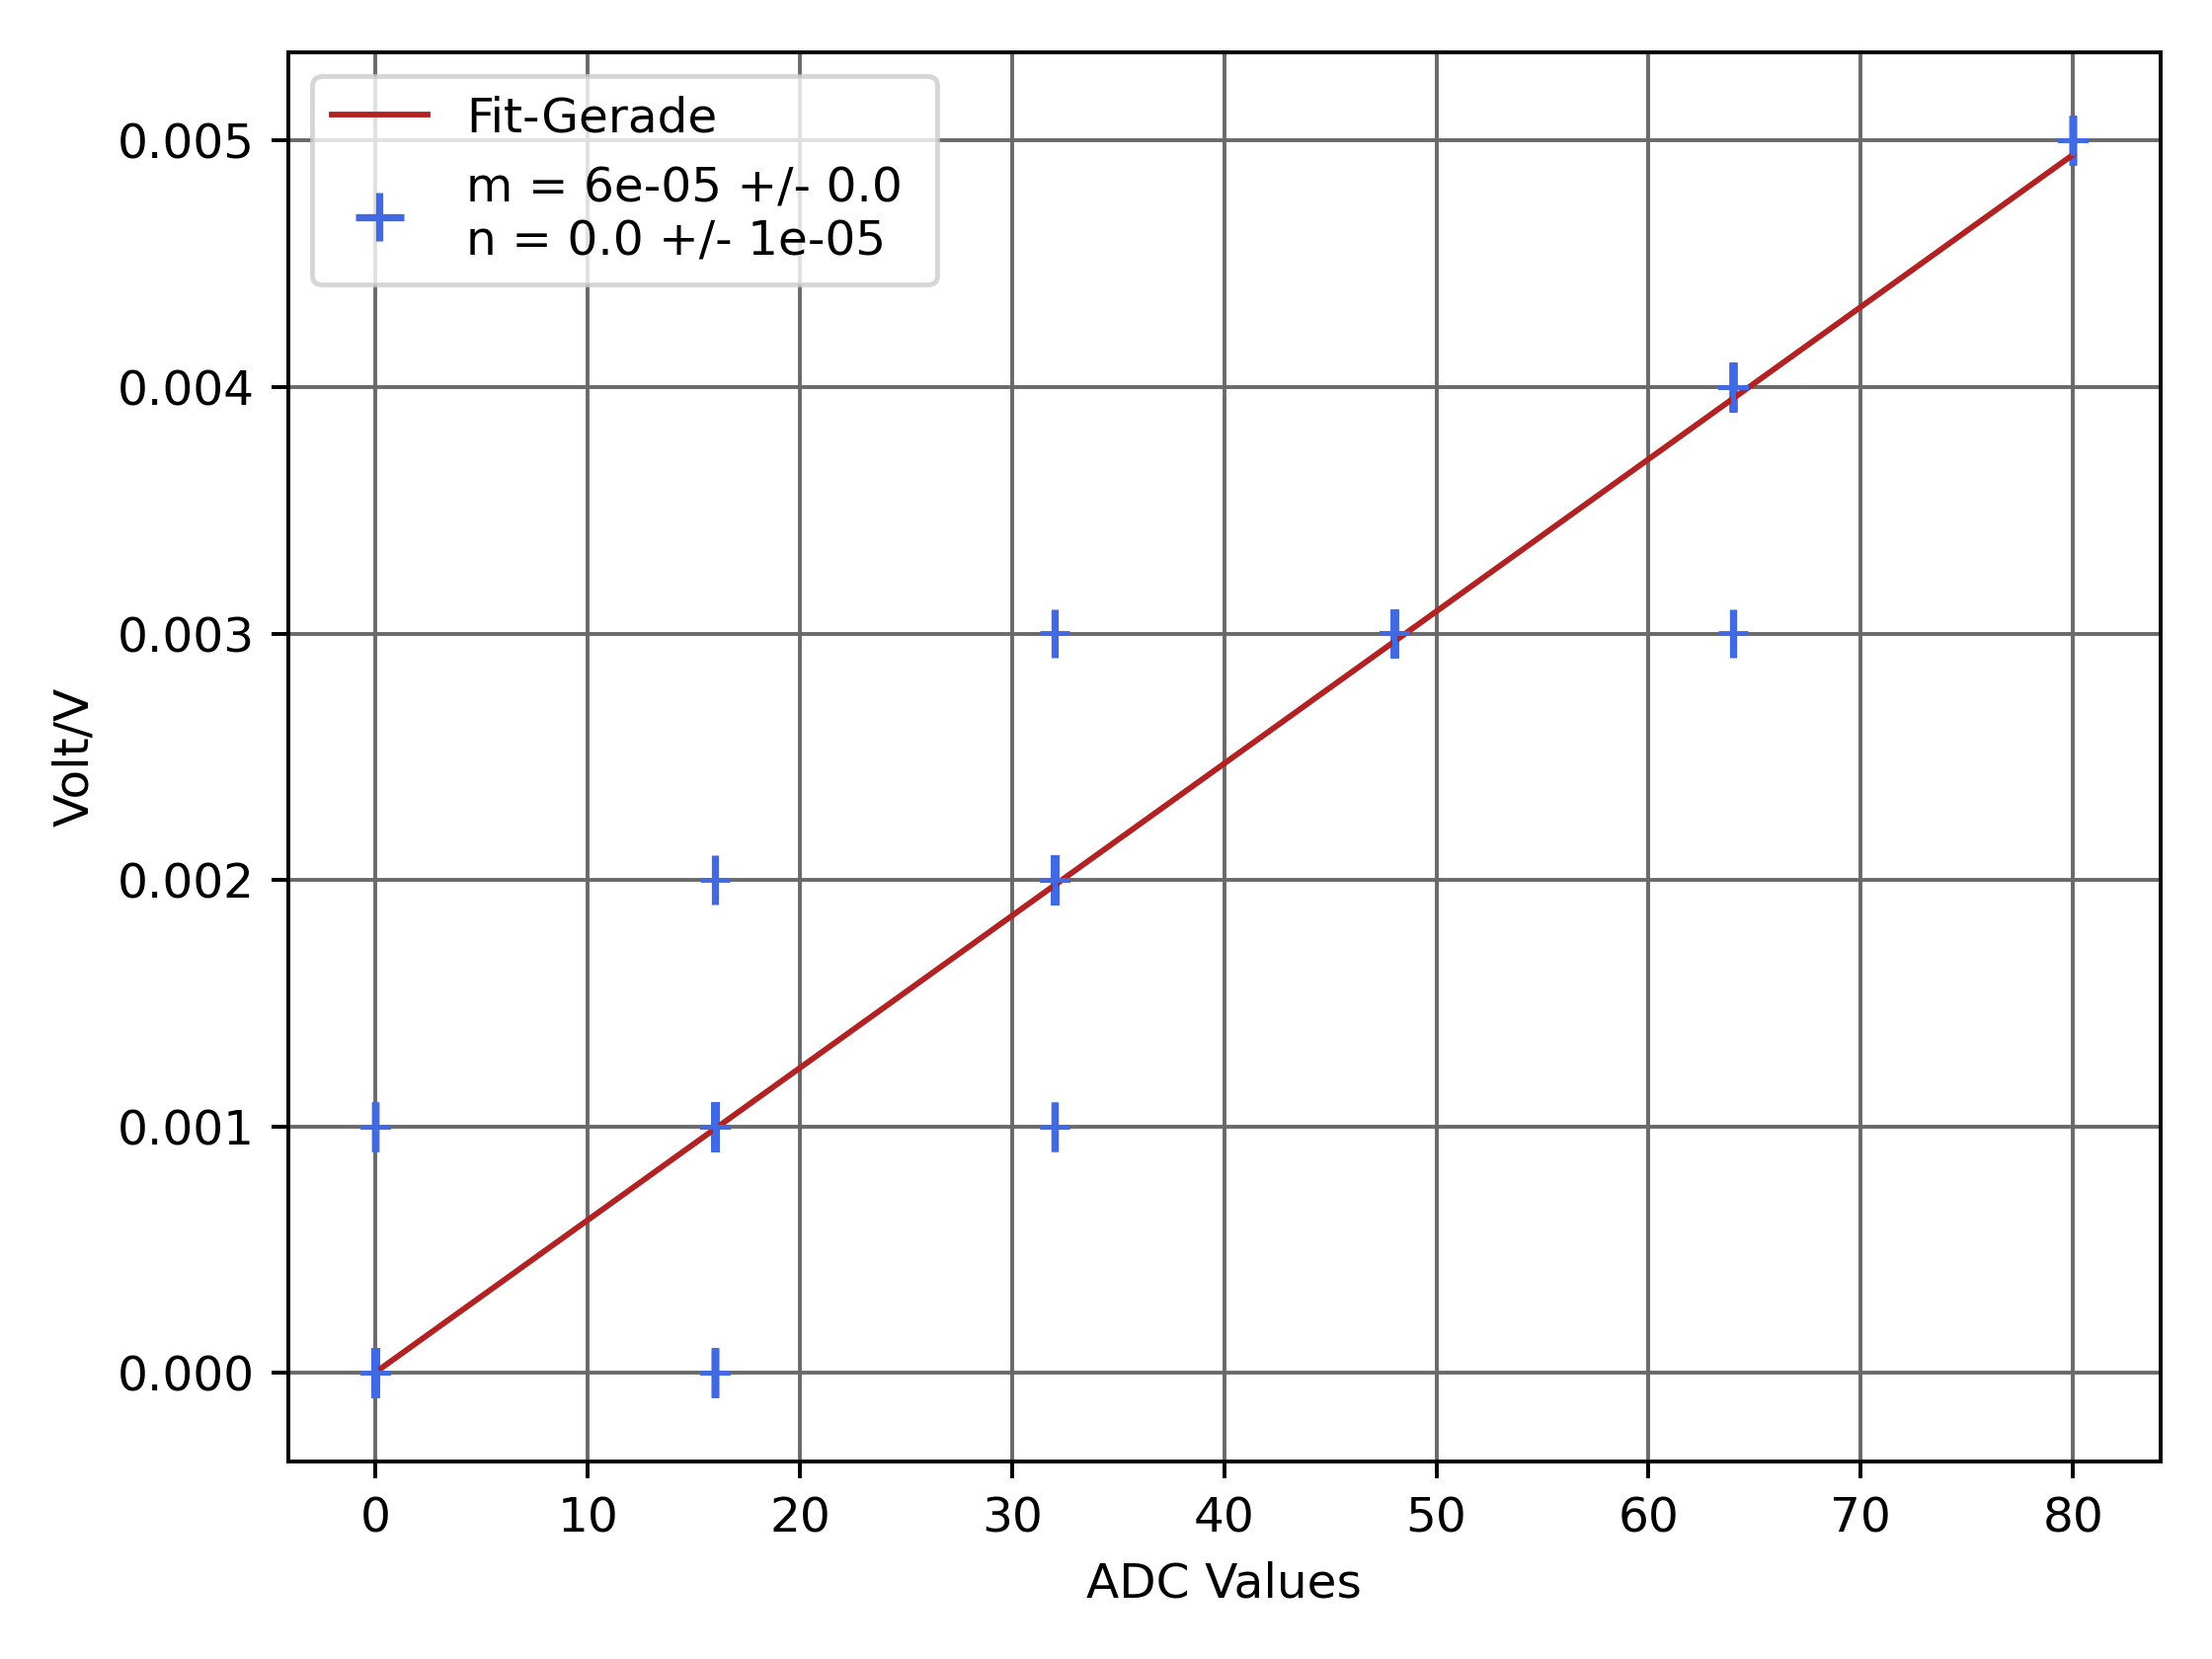 Fit-Gerade
m = 6e-05 +/- 0.0
n = 0.0 +/- 1e-05
0.005
0.004
0.003
0.002
0.001
0.000
Volt/V
0 10 20 30 40 50 60 70 80
ADC Values